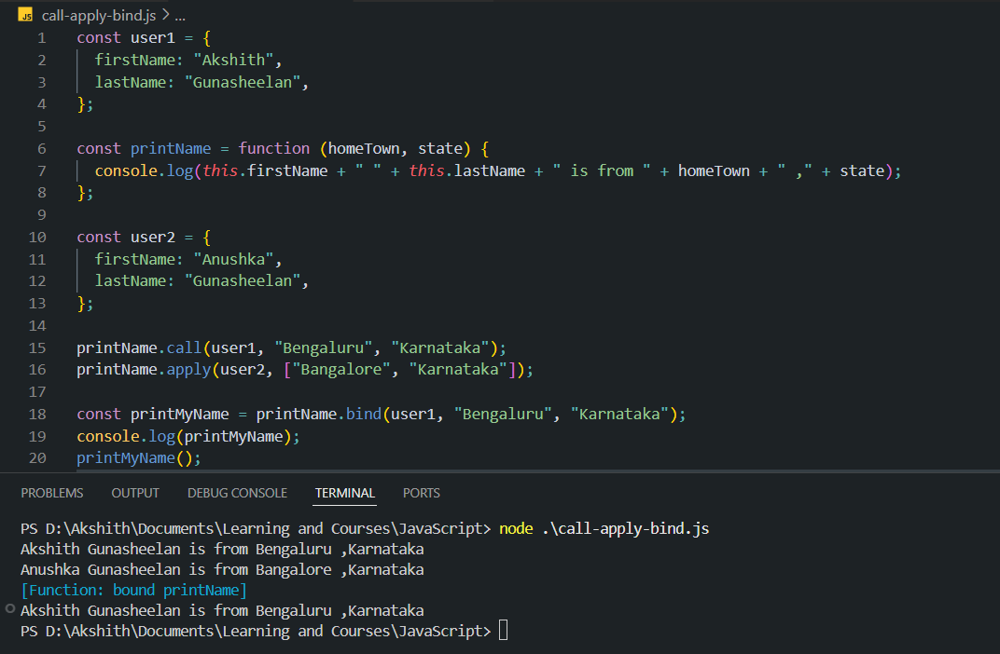 JS call-apply-bind.js > ...
1 const user1 = {
2   firstName: "Akshith",
3   lastName: "Gunasheelan",
4 };
5
6 const printName = function (homeTown, state) {
7   console.log(this.firstName + " " + this.lastName + " is from " + homeTown + " ," + state);
8 };
9
10 const user2 = {
11   firstName: "Anushka",
12   lastName: "Gunasheelan",
13 };
14
15 printName.call(user1, "Bengaluru", "Karnataka");
16 printName.apply(user2, ["Bangalore", "Karnataka"]);
17
18 const printMyName = printName.bind(user1, "Bengaluru", "Karnataka");
19 console.log(printMyName);
20 printMyName();
PROBLEMS OUTPUT DEBUG CONSOLE TERMINAL PORTS
PS D:\Akshith\Documents\Learning and Courses\JavaScript> node .\call-apply-bind.js
Akshith Gunasheelan is from Bengaluru ,Karnataka
Anushka Gunasheelan is from Bangalore ,Karnataka
[Function: bound printName]
Akshith Gunasheelan is from Bengaluru ,Karnataka
PS D:\Akshith\Documents\Learning and Courses\JavaScript>